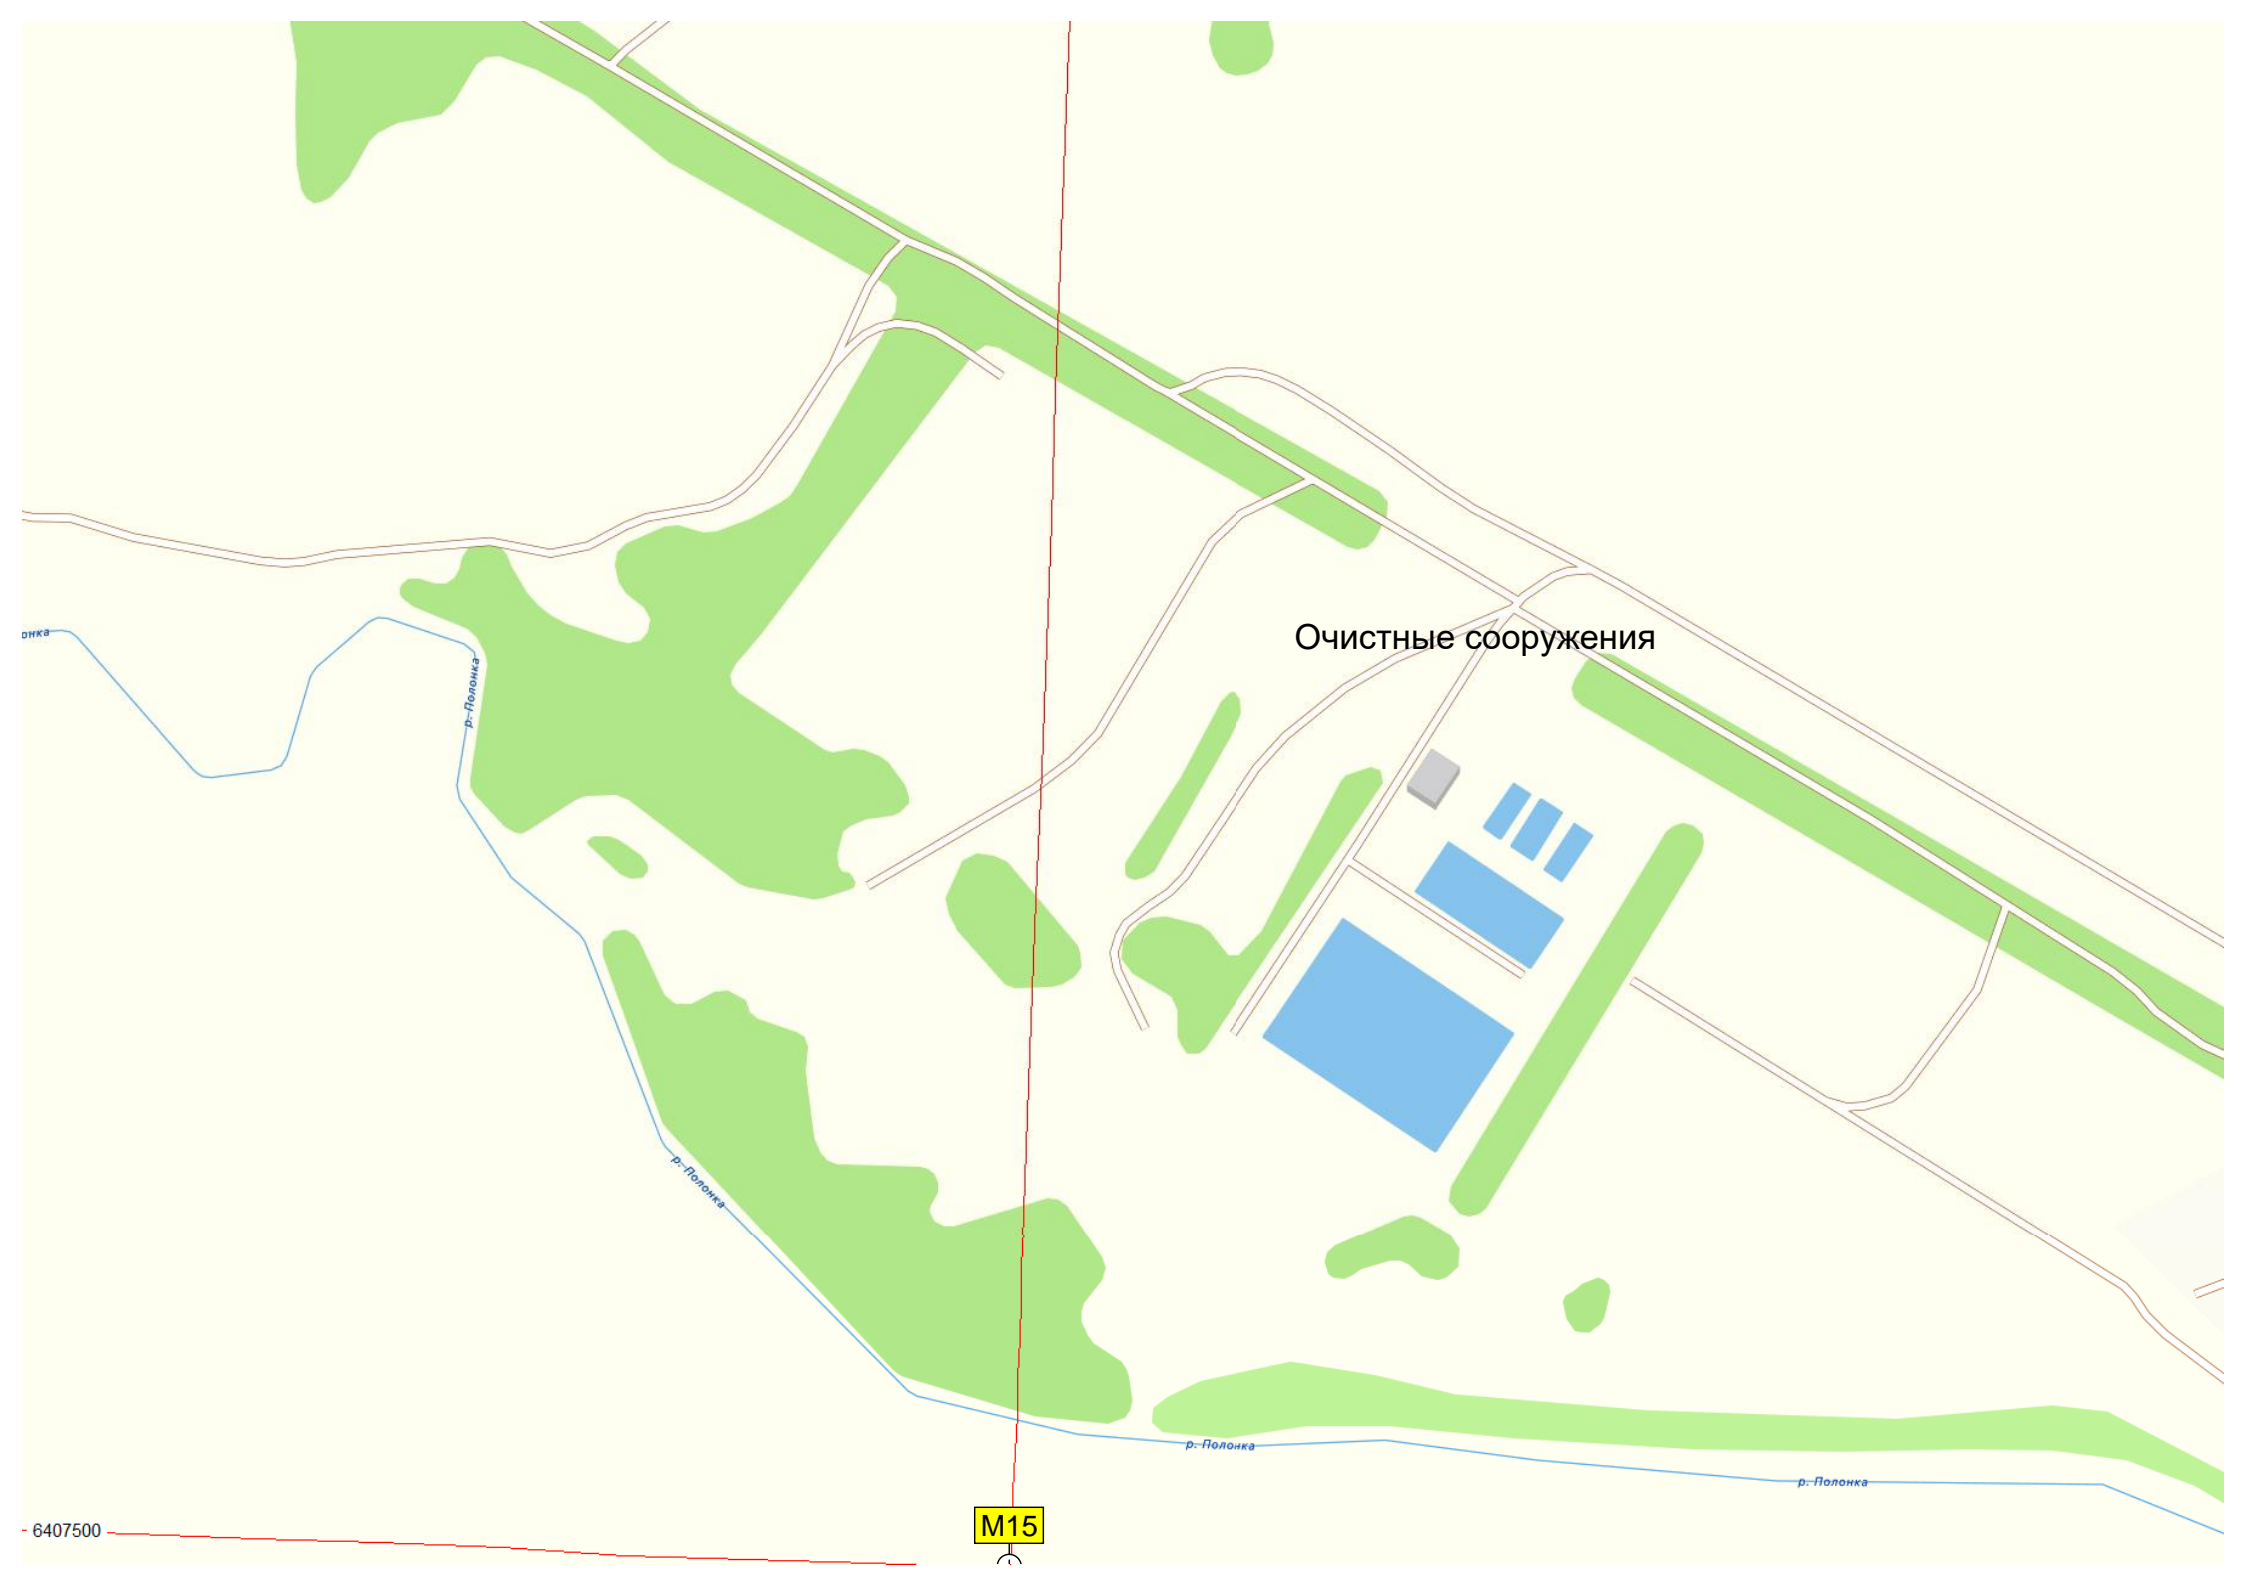 онка
Очистные сооружения
р. Полонка
р. Полонка
р. Полонка
р. Полонка
М15
6407500